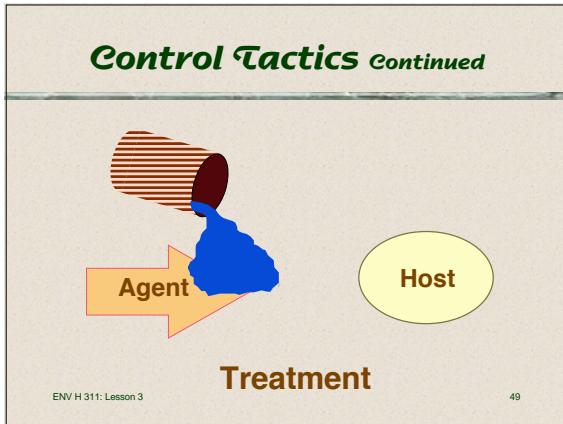 Control Tactics Continued
Agent
Host
Treatment
ENV H 311: Lesson 3
49